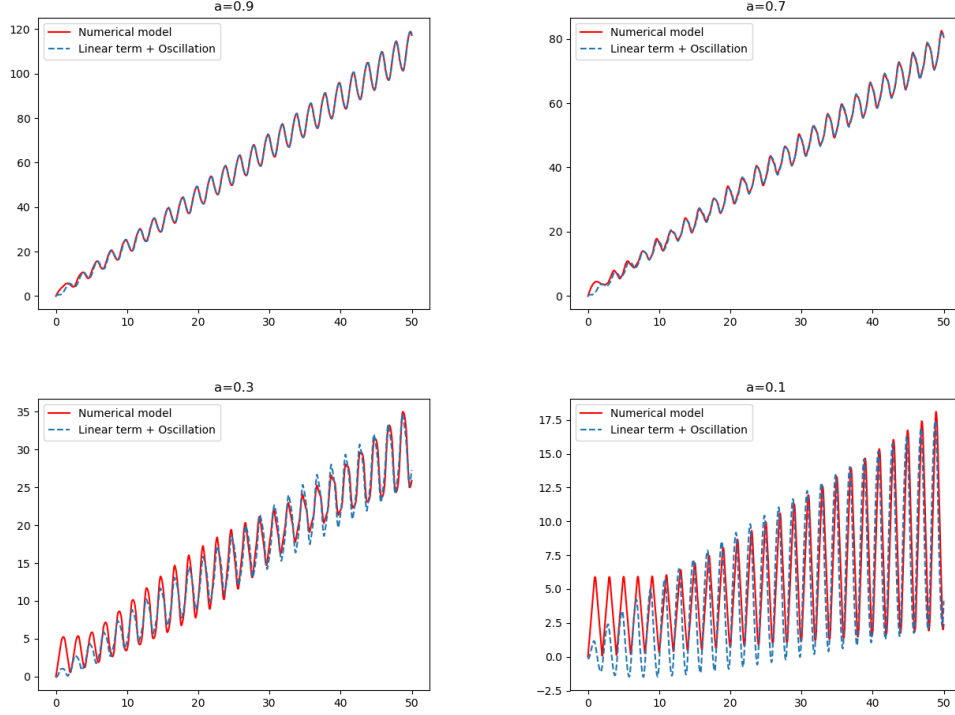 a=0.9
Numerical model
Linear term + Oscillation
120
100
80
60
40
20
0
0 10 20 30 40 50
a=0.7
Numerical model
Linear term + Oscillation
80
60
40
20
0
0 10 20 30 40 50
a=0.3
Numerical model
Linear term + Oscillation
35
30
25
20
15
10
5
0
0 10 20 30 40 50
a=0.1
Numerical model
Linear term + Oscillation
17.5
15.0
12.5
10.0
7.5
5.0
2.5
0.0
−2.5
0 10 20 30 40 50